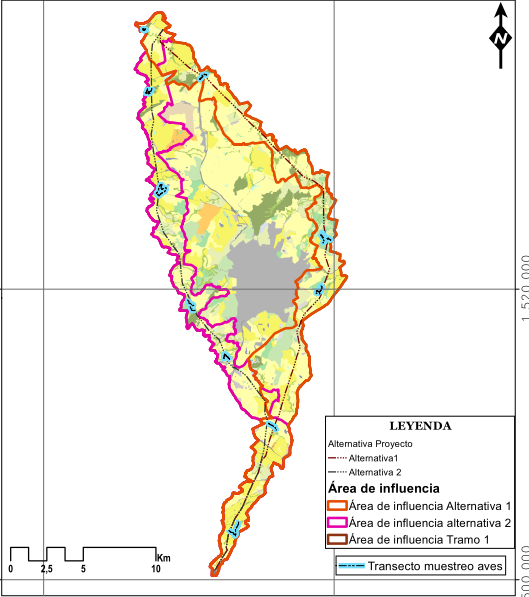 N
1.520.000
LEYENDA
Alternativa Proyecto
Alternativa1
Alternativa 2
Área de influencia
Área de influencia Alternativa 1
Área de influencia alternativa 2
Área de influencia Tramo 1
Transecto muestreo aves
Km
0 2,5 5 10